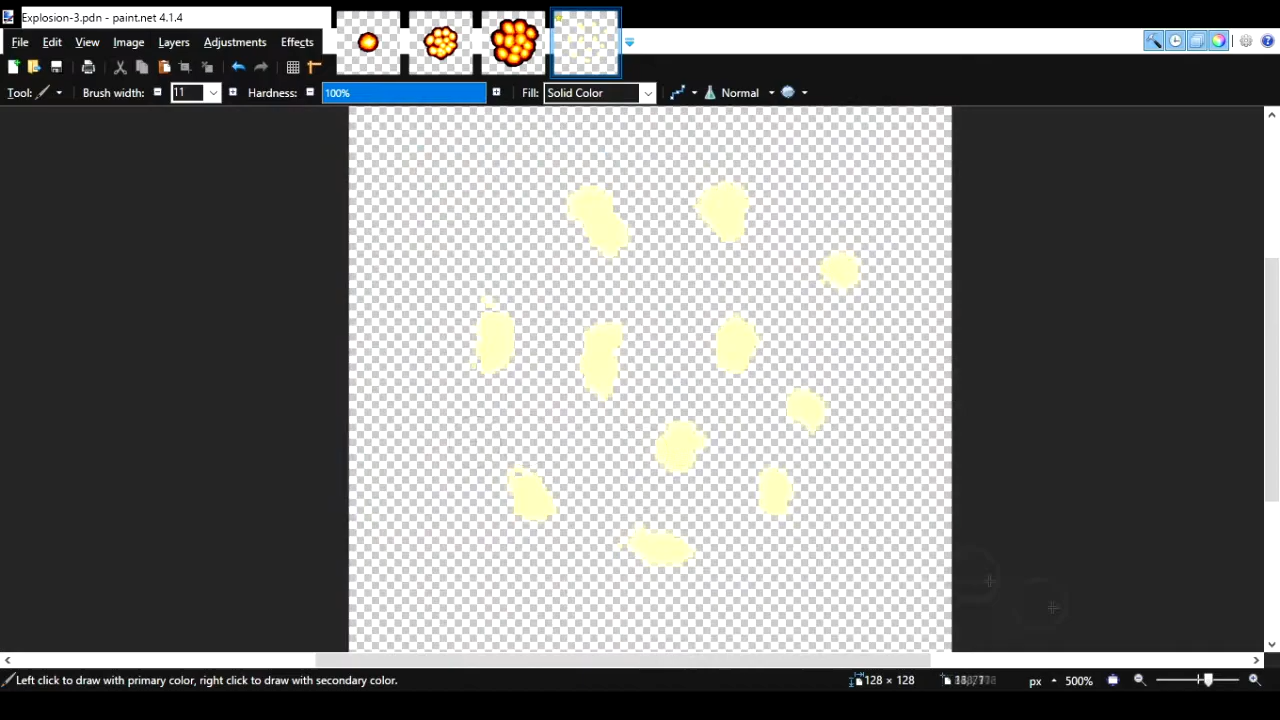 Explosion-3.pdn - paint.net 4.1.4
File Edit View Image Layers Adjustments Effects
Tool: Brush width: 11 Hardness: 100% Fill: Solid Color Normal
Left click to draw with primary color, right click to draw with secondary color. 128 × 128 px 500%